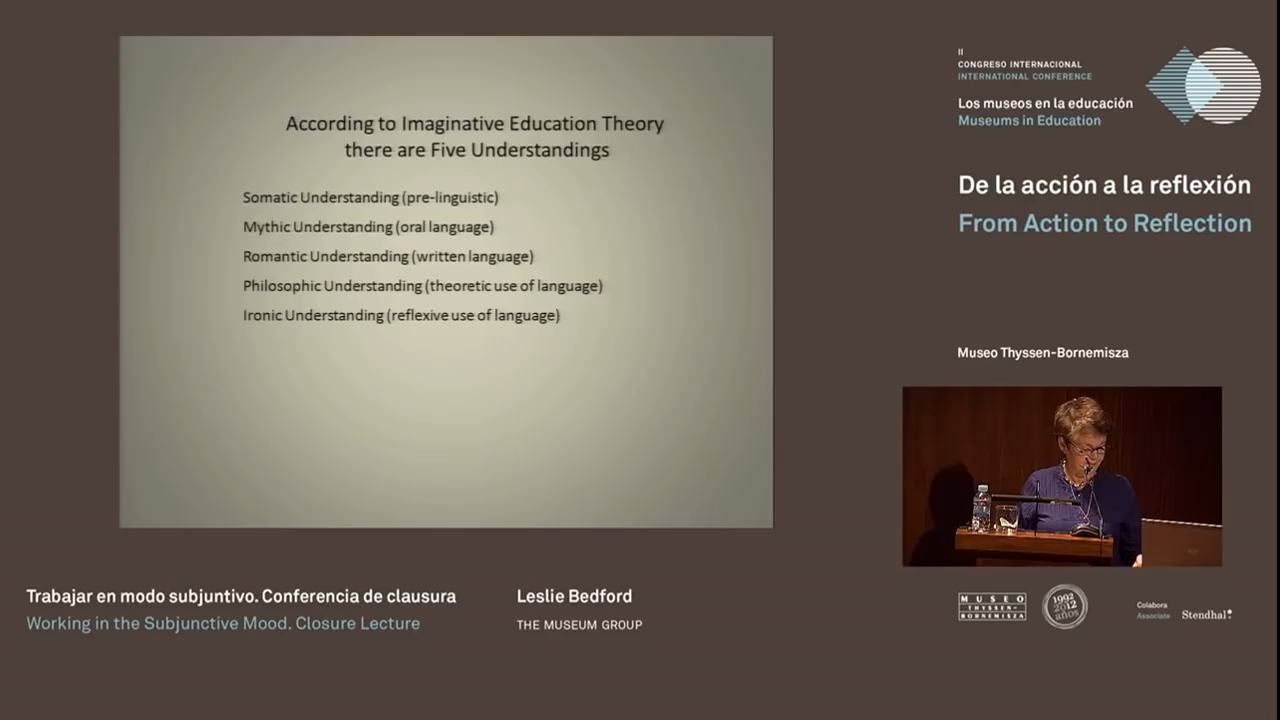 According to Imaginative Education Theory
there are Five Understandings
Somatic Understanding (pre-linguistic)
Mythic Understanding (oral language)
Romantic Understanding (written language)
Philosophic Understanding (theoretic use of language)
Ironic Understanding (reflexive use of language)
II
CONGRESO INTERNACIONAL
INTERNATIONAL CONFERENCE
Los museos en la educación
Museums in Education
De la acción a la reflexión
From Action to Reflection
Museo Thyssen-Bornemisza
Trabajar en modo subjuntivo. Conferencia de clausura
Working in the Subjunctive Mood. Closure Lecture
Leslie Bedford
THE MUSEUM GROUP
MUSEO
THYSSEN-
BORNEMISZA
1992
2012
años
Colabora
Associate
Stendhal